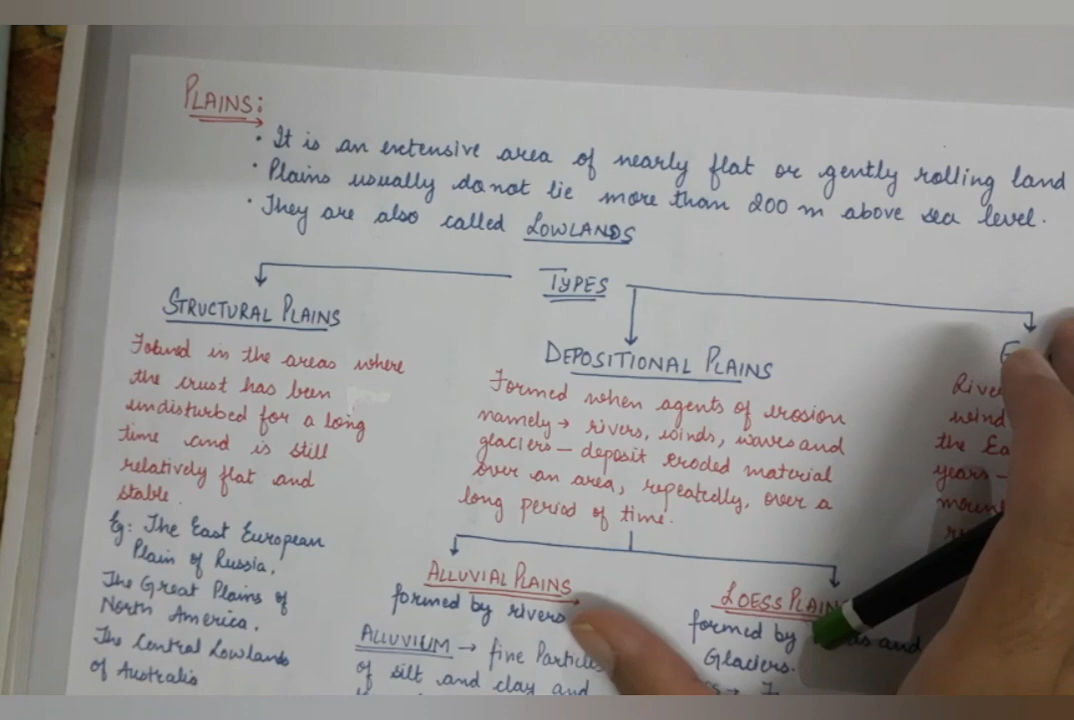 PLAINS:
• It is an extensive area of nearly flat or gently rolling land
• Plains usually do not lie more than 200 m above sea level.
• They are also called LOWLANDS
TYPES
STRUCTURAL PLAINS
Found in the areas where
the crust has been
undisturbed for a long
time and is still
relatively flat and
stable.
Eg: The East European
Plain of Russia.
The Great Plains of
North America.
The Central Lowlands
of Australia
DEPOSITIONAL PLAINS
Formed when agents of erosion
namely → rivers, winds, waves and
glaciers — deposit eroded material
over an area, repeatedly, over a
long period of time.
ALLUVIAL PLAINS
formed by rivers
ALLUVIUM → fine Particles
of silt and clay and
LOESS PLAIN
formed by and
Glaciers.
River
wind
the Ea
years —
moun